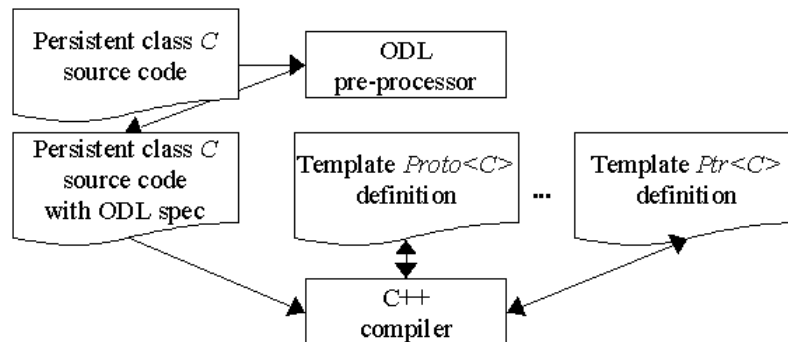 Persistent class C
source code
ODL
pre-processor
Persistent class C
source code
with ODL spec
Template Proto<C>
definition
...
Template Ptr<C>
definition
C++
compiler